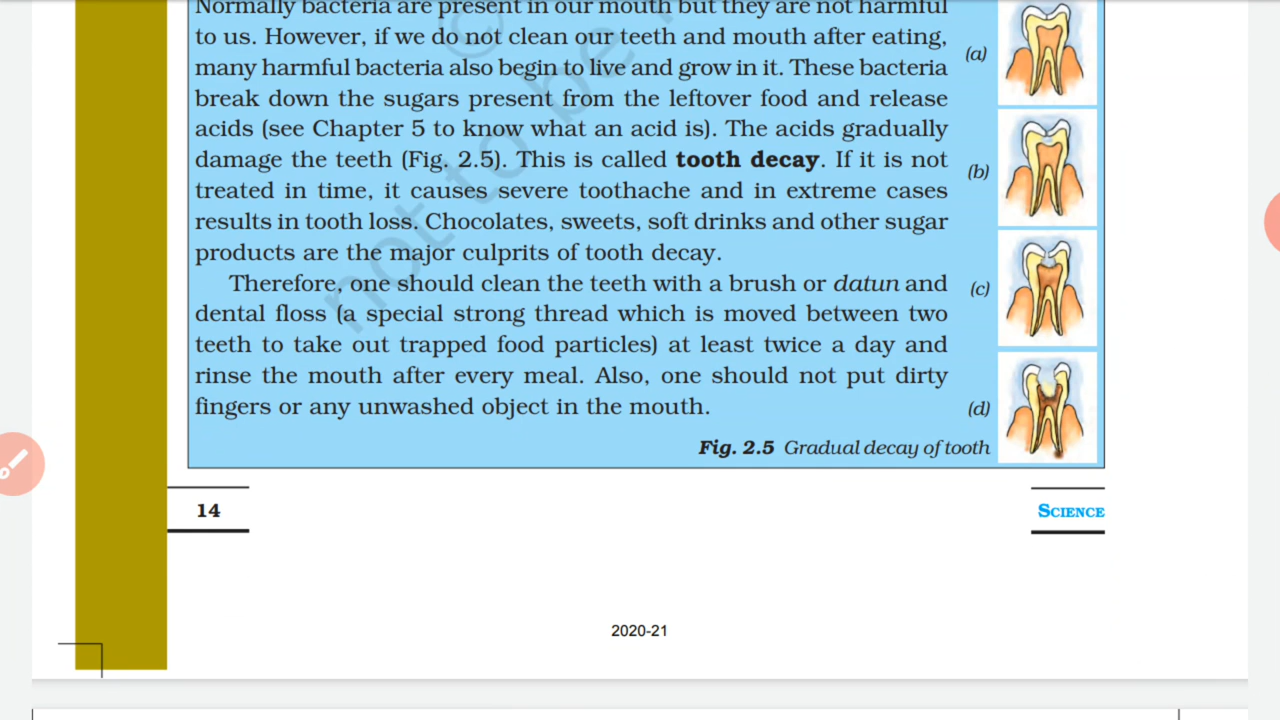 Normally bacteria are present in our mouth but they are not harmful
to us. However, if we do not clean our teeth and mouth after eating,
many harmful bacteria also begin to live and grow in it. These bacteria
break down the sugars present from the leftover food and release
acids (see Chapter 5 to know what an acid is). The acids gradually
damage the teeth (Fig. 2.5). This is called tooth decay. If it is not
treated in time, it causes severe toothache and in extreme cases
results in tooth loss. Chocolates, sweets, soft drinks and other sugar
products are the major culprits of tooth decay.
Therefore, one should clean the teeth with a brush or datun and
dental floss (a special strong thread which is moved between two
teeth to take out trapped food particles) at least twice a day and
rinse the mouth after every meal. Also, one should not put dirty
fingers or any unwashed object in the mouth.
(a)
(b)
(c)
(d)
Fig. 2.5 Gradual decay of tooth
14
SCIENCE
2020-21
©
not to be